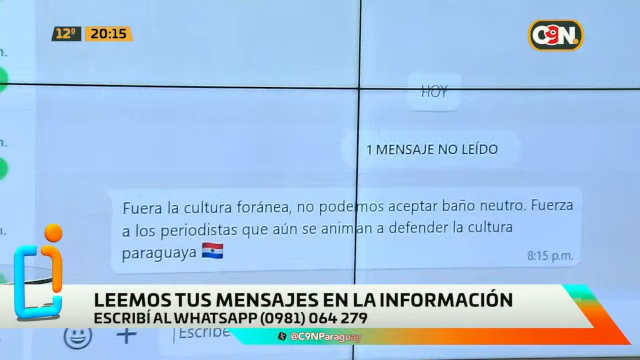 12º 20:15
C9N
HOY
1 MENSAJE NO LEÍDO
Fuera la cultura foránea, no podemos aceptar baño neutro. Fuerza
a los periodistas que aún se animan a defender la cultura
paraguaya
8:15 p.m.
LEEMOS TUS MENSAJES EN LA INFORMACIÓN
ESCRIBÍ AL WHATSAPP (0981) 064 279
Escribe
@C9NParaguay